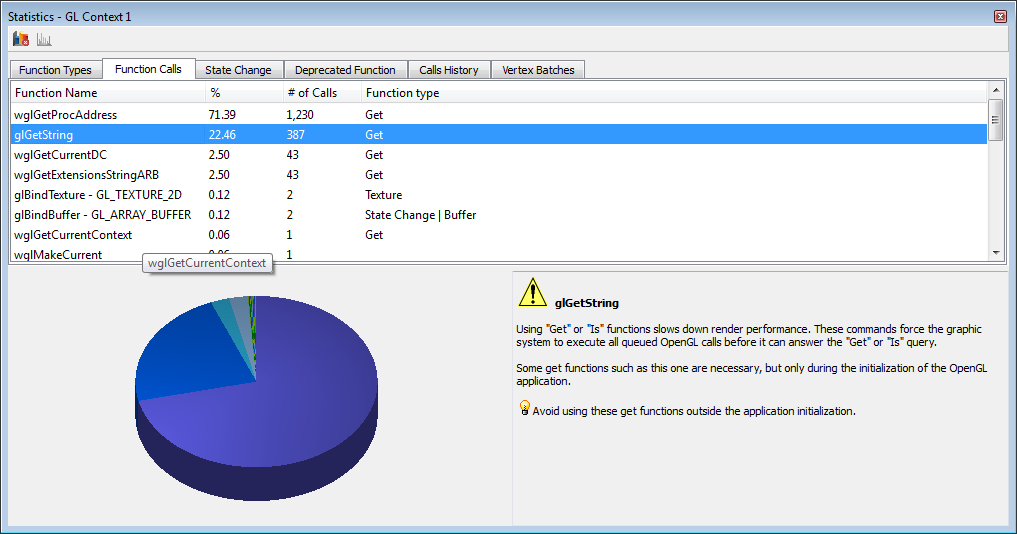 Statistics - GL Context 1
Function Types Function Calls State Change Deprecated Function Calls History Vertex Batches
Function Name % # of Calls Function type
wglGetProcAddress 71.39 1,230 Get
glGetString 22.46 387 Get
wglGetCurrentDC 2.50 43 Get
wglGetExtensionsStringARB 2.50 43 Get
glBindTexture - GL_TEXTURE_2D 0.12 2 Texture
glBindBuffer - GL_ARRAY_BUFFER 0.12 2 State Change | Buffer
wglGetCurrentContext 0.06 1 Get
wglMakeCurrent 0.06 1
wglGetCurrentContext
glGetString
Using "Get" or "Is" functions slows down render performance. These commands force the graphic
system to execute all queued OpenGL calls before it can answer the "Get" or "Is" query.
Some get functions such as this one are necessary, but only during the initialization of the OpenGL
application.
Avoid using these get functions outside the application initialization.